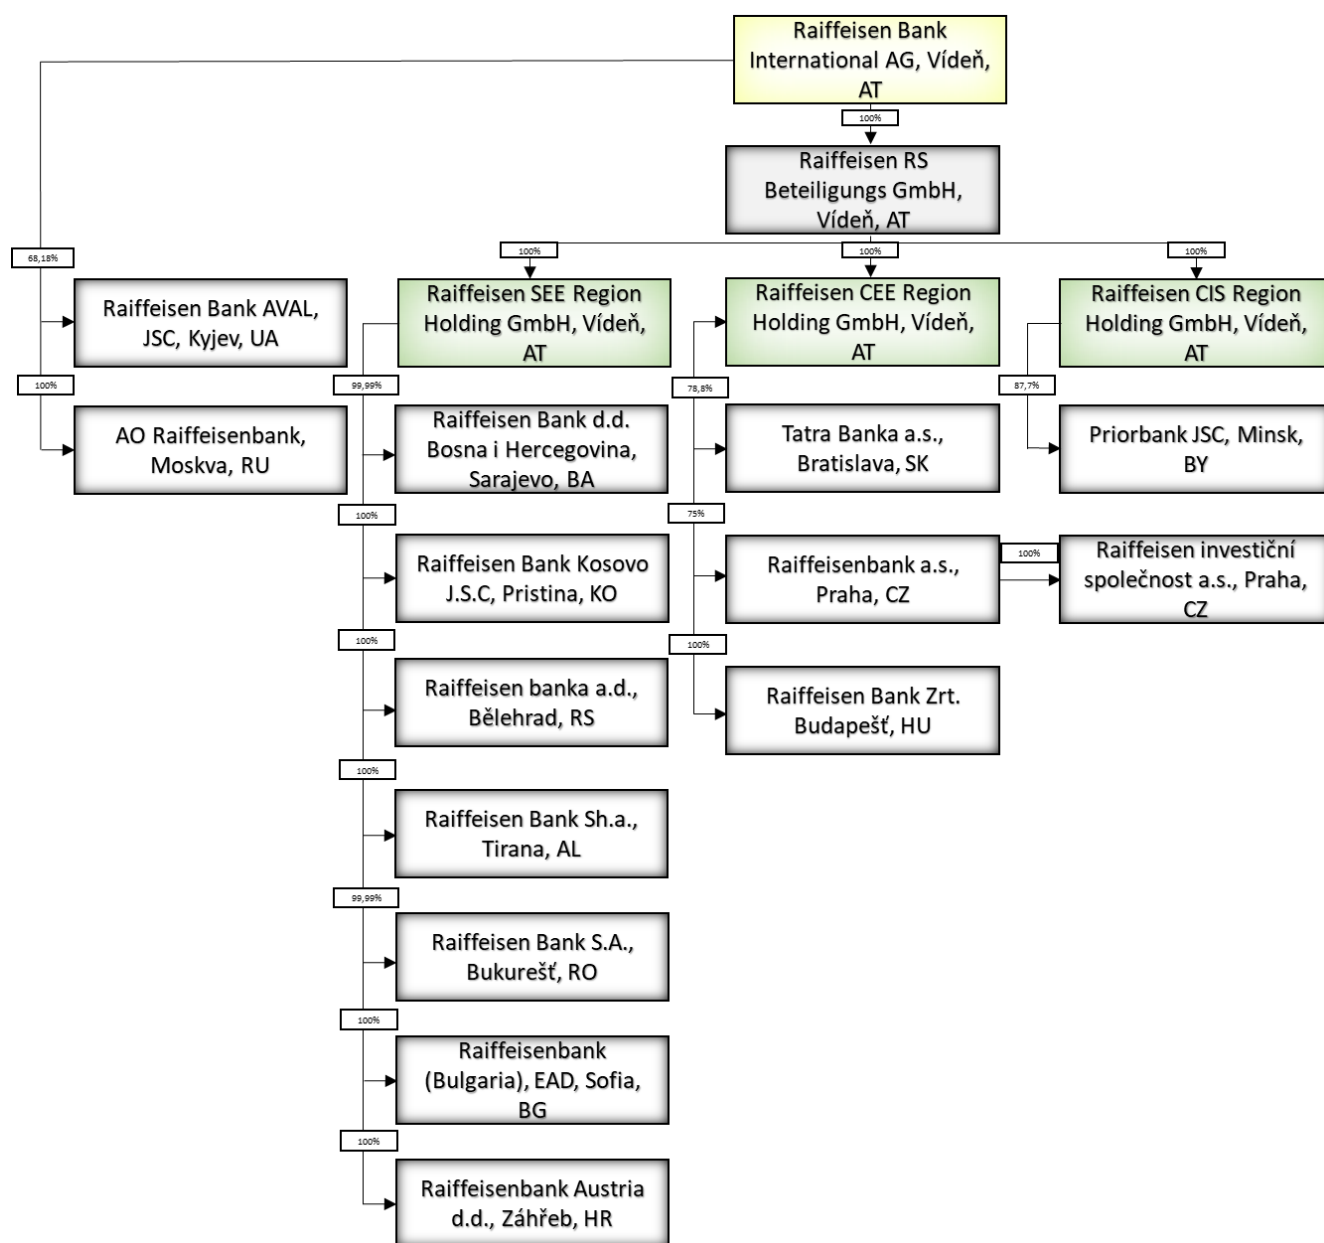 Raiffeisen Bank
International AG, Vídeň,
AT
100%
Raiffeisen RS
Beteiligungs GmbH,
Vídeň, AT
68,18%
100%
100%
100%
Raiffeisen Bank AVAL,
JSC, Kyjev, UA
Raiffeisen SEE Region
Holding GmbH, Vídeň,
AT
Raiffeisen CEE Region
Holding GmbH, Vídeň,
AT
Raiffeisen CIS Region
Holding GmbH, Vídeň,
AT
100%
99,99%
78,8%
87,7%
AO Raiffeisenbank,
Moskva, RU
Raiffeisen Bank d.d.
Bosna i Hercegovina,
Sarajevo, BA
Tatra Banka a.s.,
Bratislava, SK
Priorbank JSC, Minsk,
BY
100%
75%
Raiffeisen Bank Kosovo
J.S.C, Pristina, KO
Raiffeisenbank a.s.,
Praha, CZ
100%
Raiffeisen investiční
společnost a.s., Praha,
CZ
100%
100%
Raiffeisen banka a.d.,
Bělehrad, RS
Raiffeisen Bank Zrt.
Budapešť, HU
100%
Raiffeisen Bank Sh.a.,
Tirana, AL
99,99%
Raiffeisen Bank S.A.,
Bukurešť, RO
100%
Raiffeisenbank
(Bulgaria), EAD, Sofia,
BG
100%
Raiffeisenbank Austria
d.d., Záhřeb, HR